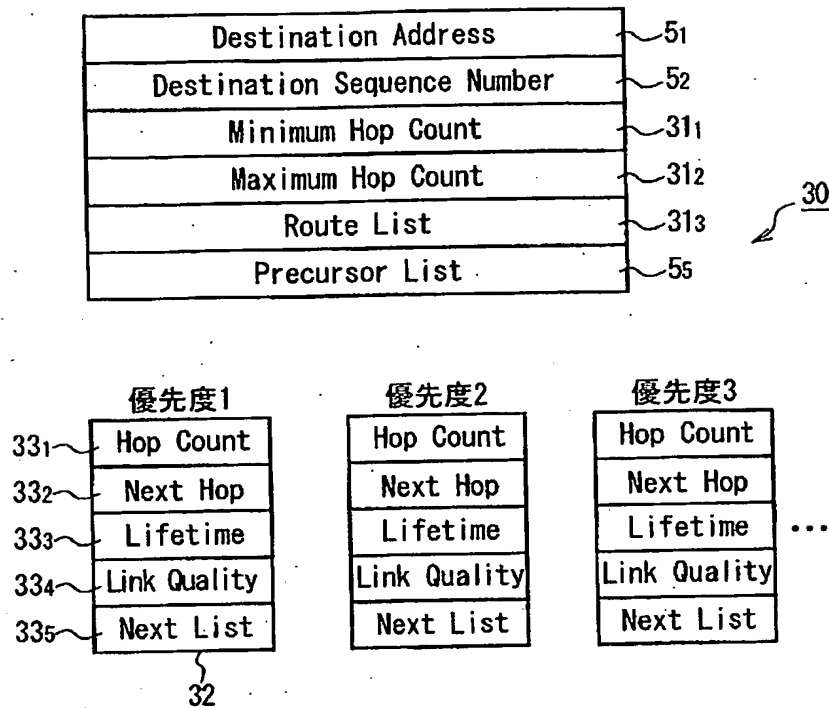 Destination Address 5₁
Destination Sequence Number 5₂
Minimum Hop Count 31₁
Maximum Hop Count 31₂
30
Route List 31₃
Precursor List 5₅
優先度1 優先度2 優先度3
33₁ Hop Count Hop Count Hop Count
33₂ Next Hop Next Hop Next Hop
33₃ Lifetime Lifetime Lifetime ...
33₄ Link Quality Link Quality Link Quality
33₅ Next List Next List Next List
32